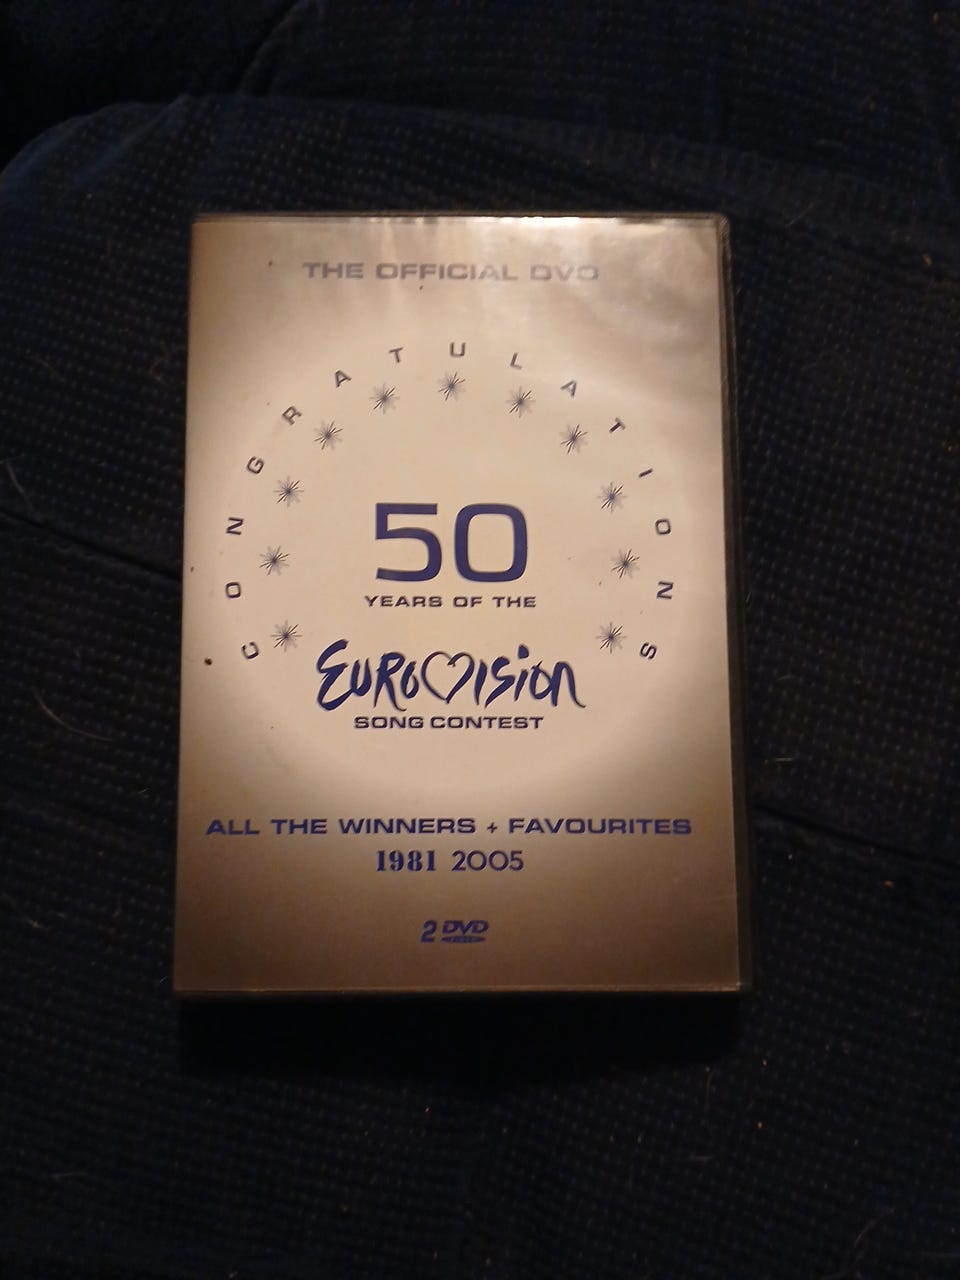 THE OFFICIAL DVD
CONGRATULATIONS
50
YEARS OF THE
EUROVISION
SONG CONTEST
ALL THE WINNERS + FAVOURITES
1981 2005
2 DVD
VIDEO